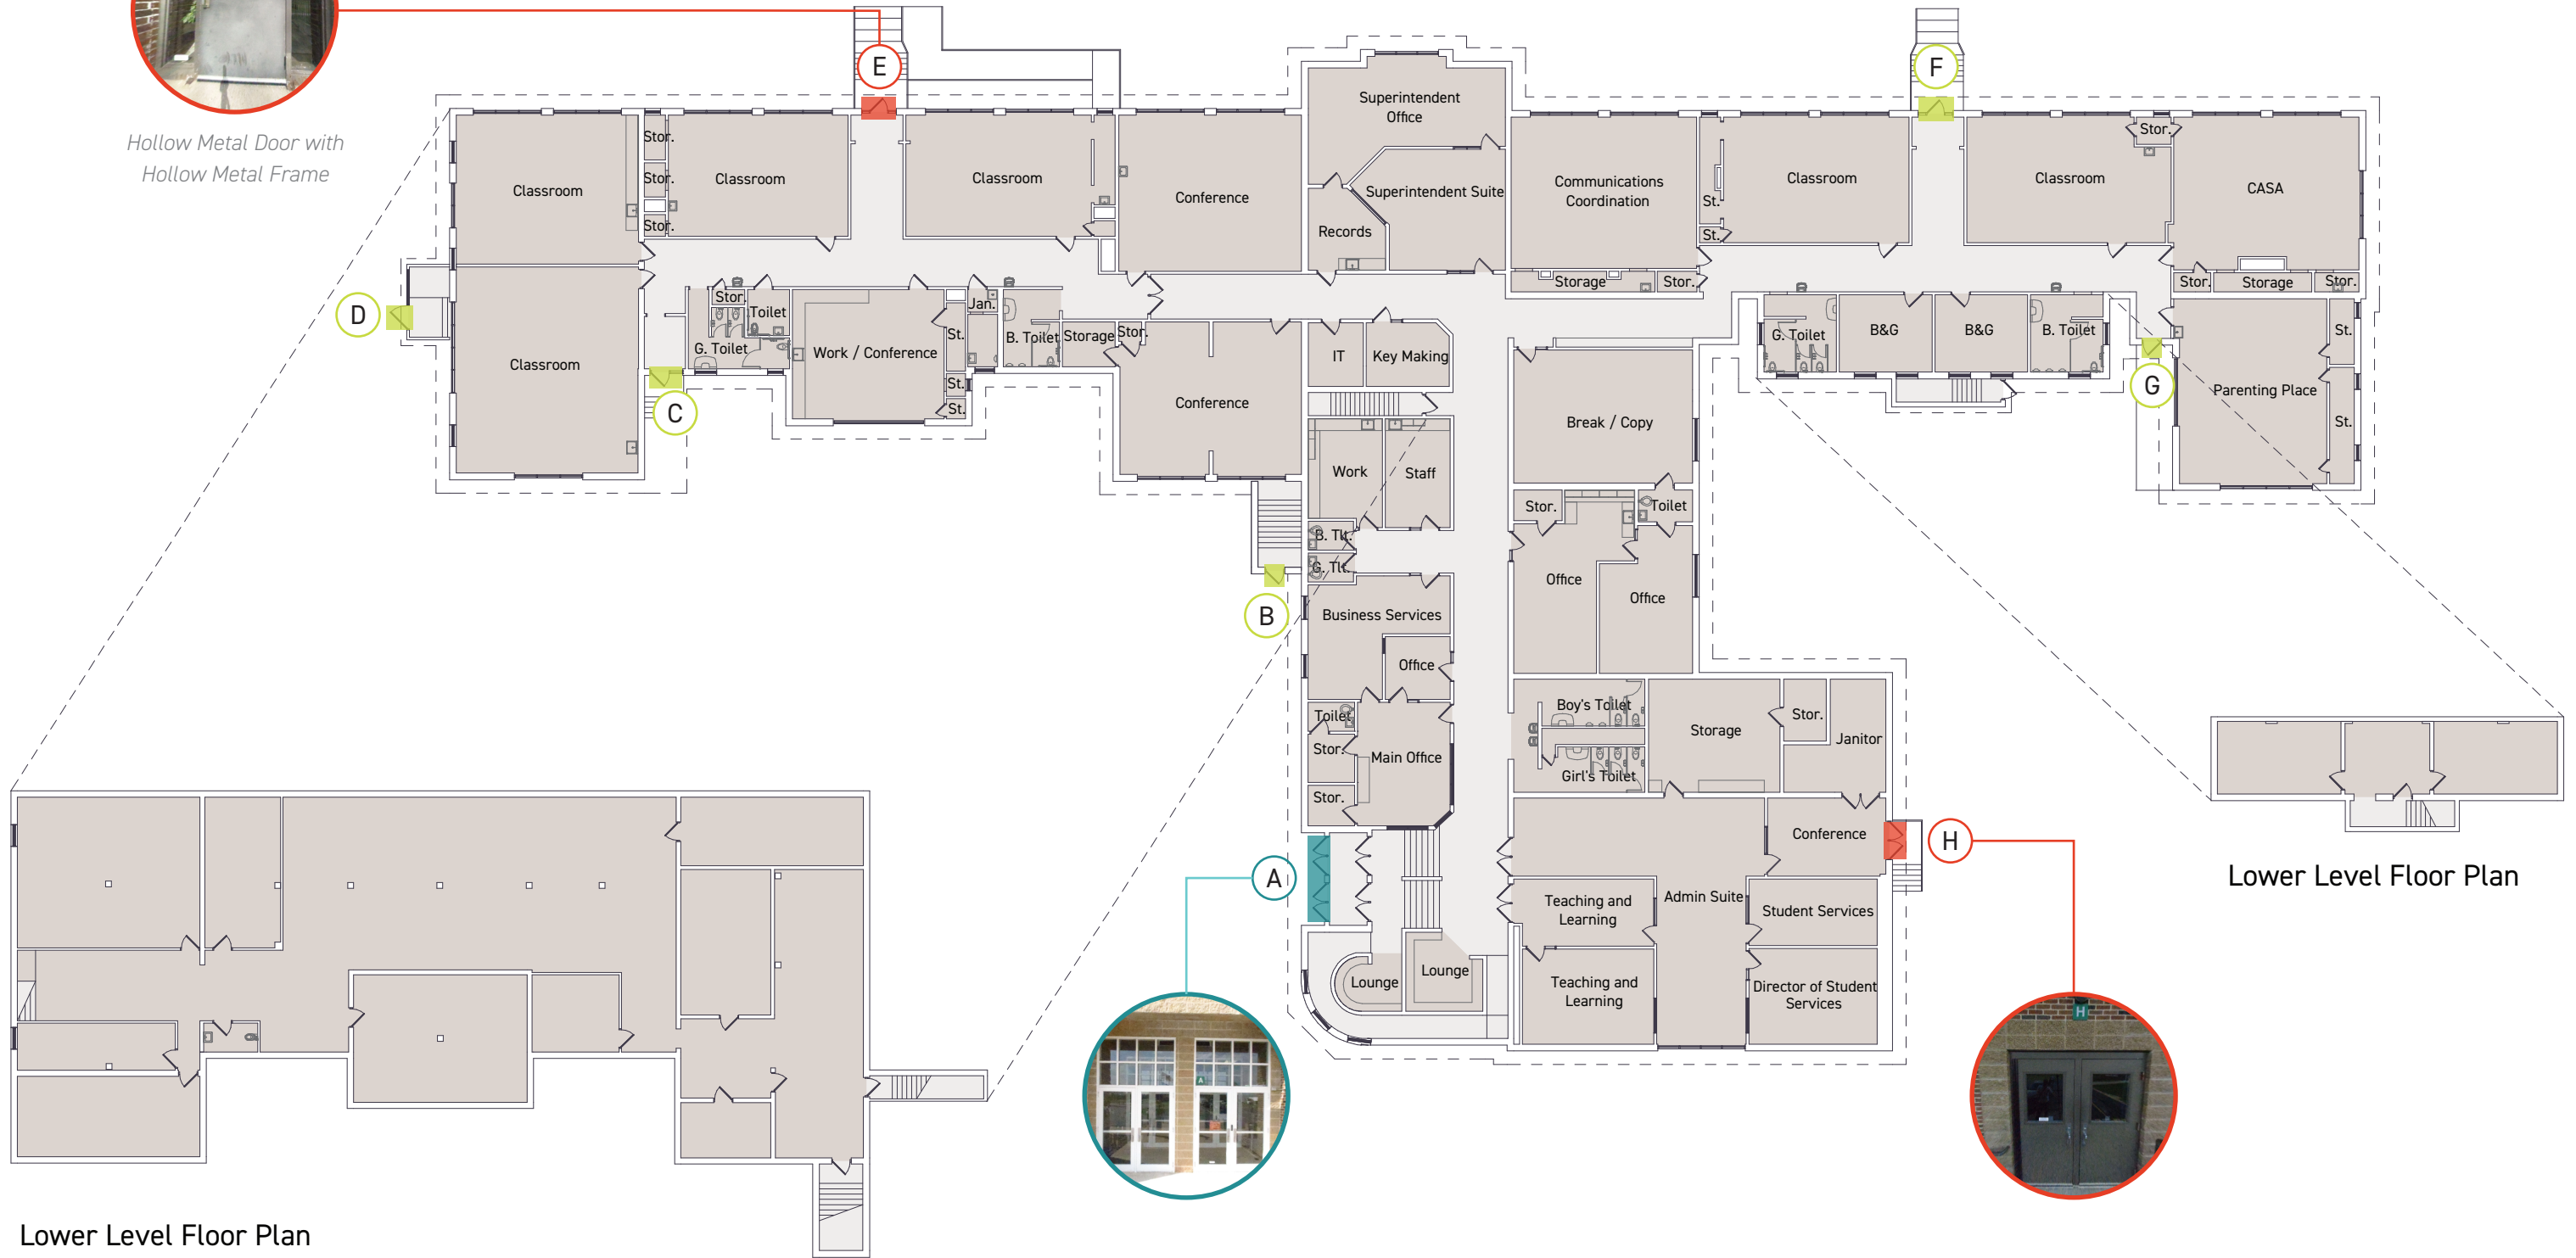 E
F
Hollow Metal Door with
Hollow Metal Frame
Superintendent
Office
Stor.
Stor.
Stor.
Classroom
Classroom
Classroom
Conference
Superintendent Suite
Records
Communications
Coordination
St.
St.
Classroom
Classroom
Stor.
CASA
Storage
Stor.
Stor.
Storage
Stor.
D
Classroom
C
Stor.
Toilet
G. Toilet
Work / Conference
St.
St.
St.
Jan.
B. Toilet
Storage
Stor.
Conference
IT
Key Making
G. Toilet
B&G
B&G
B. Toilet
G
Parenting Place
St.
St.
Break / Copy
Work
Staff
Stor.
Toilet
B. Tlt.
G. Tlt.
B
Office
Office
Business Services
Office
Toilet
Stor.
Stor.
Main Office
Boy's Toilet
Girl's Toilet
Storage
Stor.
Janitor
Conference
H
A
Teaching and
Learning
Admin Suite
Student Services
Lounge
Lounge
Teaching and
Learning
Director of Student
Services
A
H
Lower Level Floor Plan
Lower Level Floor Plan